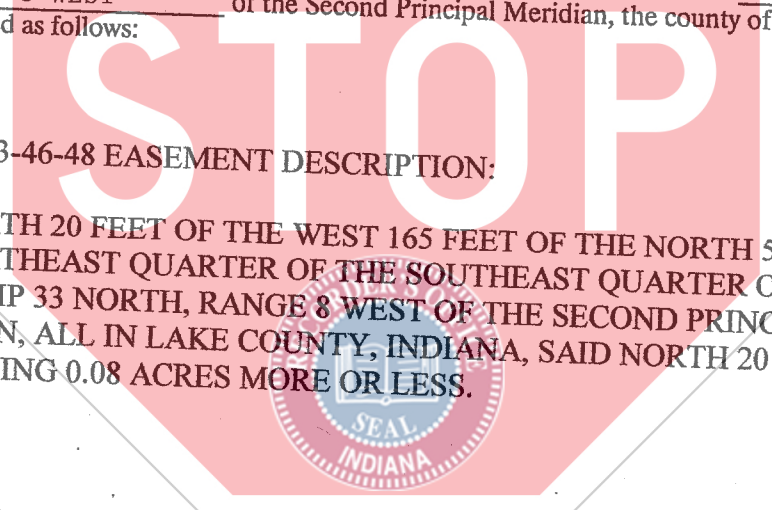 of the Second Principal Meridian, the county of
d as follows:
STOP
3-46-48 EASEMENT DESCRIPTION:
TH 20 FEET OF THE WEST 165 FEET OF THE NORTH 5
THEAST QUARTER OF THE SOUTHEAST QUARTER O
IP 33 NORTH, RANGE 8 WEST OF THE SECOND PRINC
N, ALL IN LAKE COUNTY, INDIANA, SAID NORTH 20
ING 0.08 ACRES MORE OR LESS.
SEAL
INDIANA